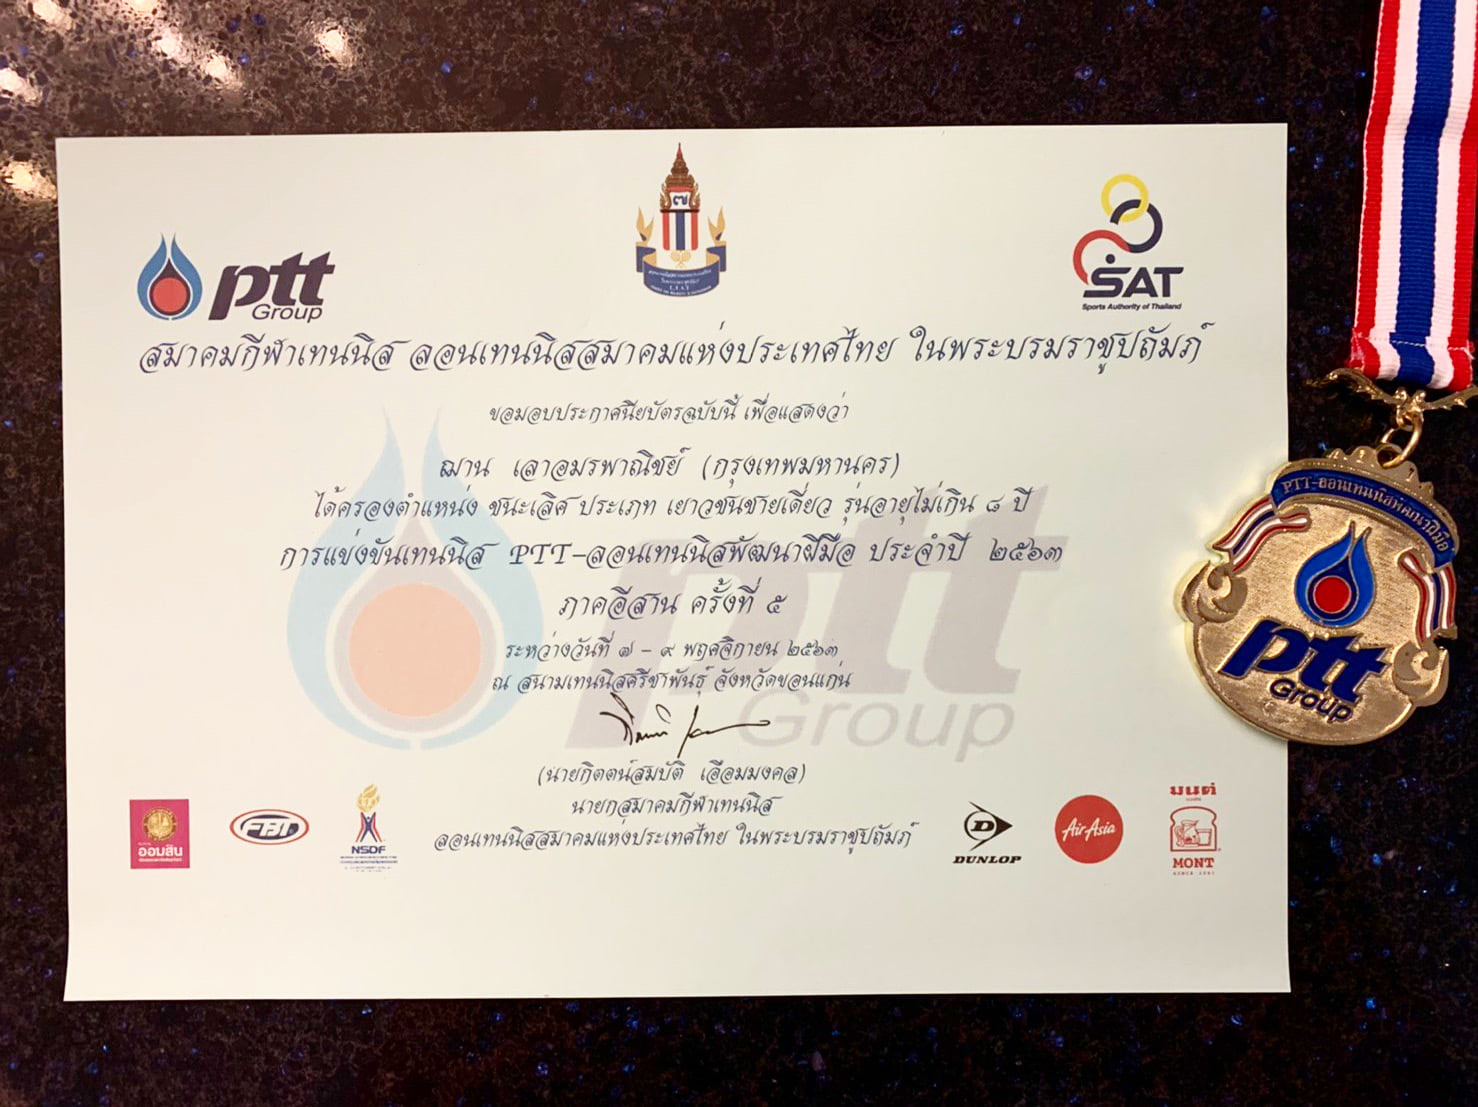 ptt
Group
๗
SAT
Sports Authority of Thailand
สมาคมกีฬาเทนนิส ลอนเทนนิสสมาคมแห่งประเทศไทย ในพระบรมราชูปถัมภ์
ขอมอบประกาศนียบัตรฉบับนี้ เพื่อแสดงว่า
ฌาน เลาอมรพาณิชย์ (กรุงเทพมหานคร)
ได้ครองตำแหน่ง ชนะเลิศ ประเภท เยาวชนชายเดี่ยว รุ่นอายุไม่เกิน ๘ ปี
การแข่งขันเทนนิส PTT-ลอนเทนนิสพัฒนาฝีมือ ประจำปี ๒๕๖๓
ภาคอีสาน ครั้งที่ ๕
ระหว่างวันที่ ๗ - ๙ พฤศจิกายน ๒๕๖๓
ณ สนามเทนนิสศรีชาพันธุ์ จังหวัดขอนแก่น
ptt
Group
(นายกิตตน์สมบัติ เอื้อมมงคล)
นายกสมาคมกีฬาเทนนิส
ลอนเทนนิสสมาคมแห่งประเทศไทย ในพระบรมราชูปถัมภ์
ออมสิน
FBT
NSDF
D
DUNLOP
AirAsia
มนต์
MONT
PTT-ลอนเทนนิสพัฒนาฝีมือ
ptt
Group